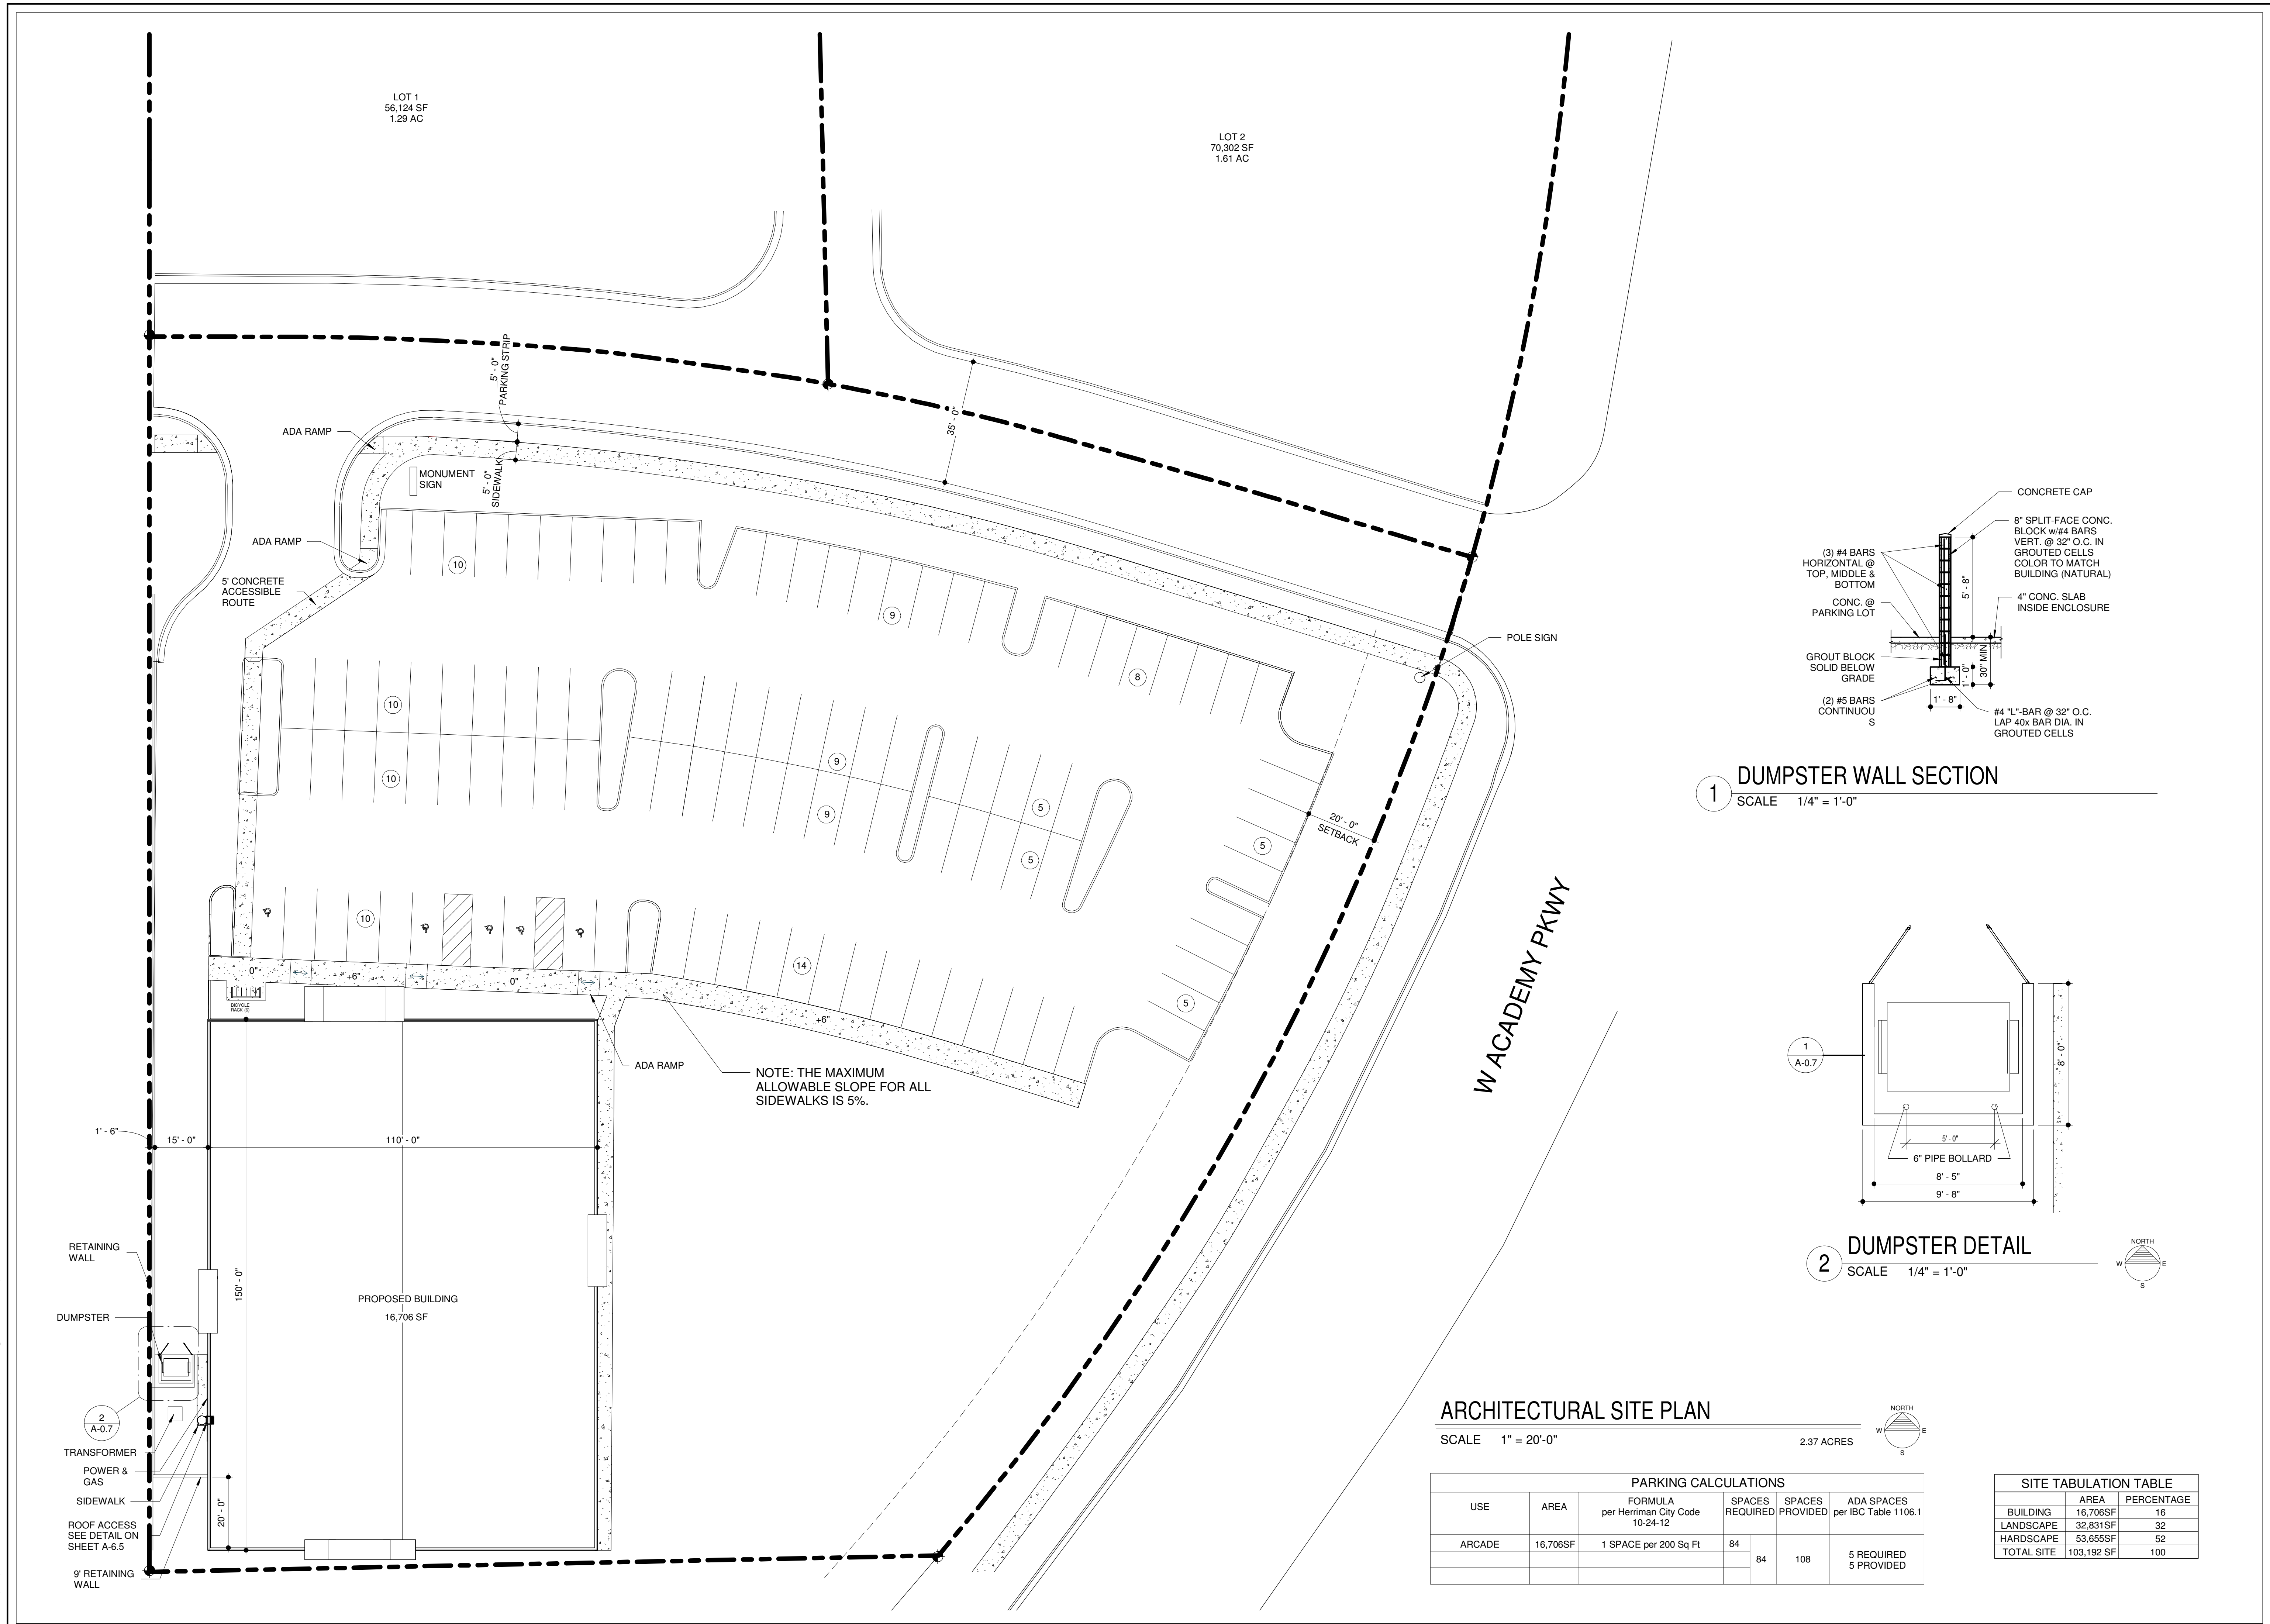 LOT 1
56,124 SF
1.29 AC
LOT 2
70,302 SF
1.61 AC
5' - 0"
PARKING STRIP
35' - 0"
ADA RAMP
MONUMENT
SIGN
5' - 0"
SIDEWALK
ADA RAMP
5' CONCRETE
ACCESSIBLE
ROUTE
10
9
8
POLE SIGN
10
10
9
9
5
5
20' - 0"
SETBACK
5
10
14
5
0"
+6"
0"
+6"
BICYCLE
RACK (6)
ADA RAMP
NOTE: THE MAXIMUM
ALLOWABLE SLOPE FOR ALL
SIDEWALKS IS 5%.
W ACADEMY PKWY
1' - 6"
15' - 0"
110' - 0"
150' - 0"
PROPOSED BUILDING
16,706 SF
RETAINING
WALL
DUMPSTER
2
A-0.7
TRANSFORMER
POWER &
GAS
SIDEWALK
20' - 0"
ROOF ACCESS
SEE DETAIL ON
SHEET A-6.5
9' RETAINING
WALL
CONCRETE CAP
8" SPLIT-FACE CONC.
BLOCK w/#4 BARS
VERT. @ 32" O.C. IN
GROUTED CELLS
COLOR TO MATCH
BUILDING (NATURAL)
4" CONC. SLAB
INSIDE ENCLOSURE
(3) #4 BARS
HORIZONTAL @
TOP, MIDDLE &
BOTTOM
CONC. @
PARKING LOT
GROUT BLOCK
SOLID BELOW
GRADE
(2) #5 BARS
CONTINUOU
S
5' - 8"
1' - 0"
30" MIN
1' - 8"
#4 "L"-BAR @ 32" O.C.
LAP 40x BAR DIA. IN
GROUTED CELLS
1
DUMPSTER WALL SECTION
SCALE 1/4" = 1'-0"
1
A-0.7
8' - 0"
5' - 0"
6" PIPE BOLLARD
8' - 5"
9' - 8"
2
DUMPSTER DETAIL
SCALE 1/4" = 1'-0"
NORTH
W E
S
ARCHITECTURAL SITE PLAN
SCALE 1" = 20'-0"
2.37 ACRES
NORTH
W E
S
PARKING CALCULATIONS
USE AREA FORMULA per Herriman City Code 10-24-12 SPACES REQUIRED SPACES PROVIDED ADA SPACES per IBC Table 1106.1
ARCADE 16,706SF 1 SPACE per 200 Sq Ft 84
84 108 5 REQUIRED
5 PROVIDED
SITE TABULATION TABLE
AREA PERCENTAGE
BUILDING 16,706SF 16
LANDSCAPE 32,831SF 32
HARDSCAPE 53,655SF 52
TOTAL SITE 103,192 SF 100